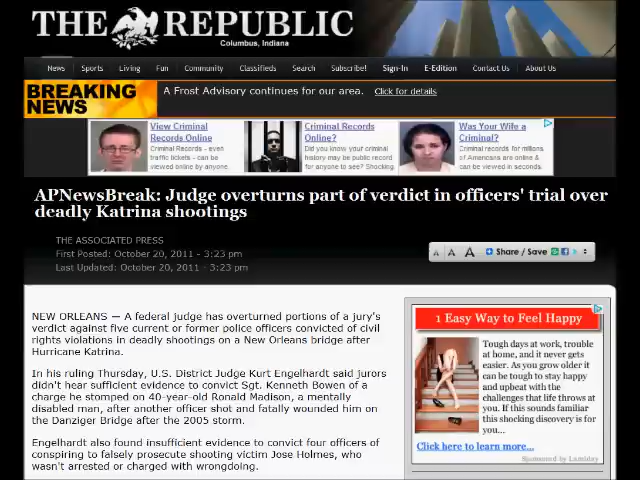 THE REPUBLIC
Columbus, Indiana
News Sports Living Fun Community Classifieds Search Subscribe! Sign-In E-Edition Contact Us About Us
BREAKING
NEWS
A Frost Advisory continues for our area. Click for details
View Criminal
Records Online
Criminal Records - even
traffic tickets - can be
viewed online by anyone
Criminal Records
Online?
Did you know your criminal
history may be public record
for anyone to see? Shocking
Was Your Wife a
Criminal?
Criminal records for millions
of Americans are online &
can be viewed in seconds.
APNewsBreak: Judge overturns part of verdict in officers' trial over
deadly Katrina shootings
THE ASSOCIATED PRESS
First Posted: October 20, 2011 - 3:23 pm
Last Updated: October 20, 2011 - 3:23 pm
A A A Share / Save
NEW ORLEANS — A federal judge has overturned portions of a jury's
verdict against five current or former police officers convicted of civil
rights violations in deadly shootings on a New Orleans bridge after
Hurricane Katrina.
In his ruling Thursday, U.S. District Judge Kurt Engelhardt said jurors
didn't hear sufficient evidence to convict Sgt. Kenneth Bowen of a
charge he stomped on 40-year-old Ronald Madison, a mentally
disabled man, after another officer shot and fatally wounded him on
the Danziger Bridge after the 2005 storm.
Engelhardt also found insufficient evidence to convict four officers of
conspiring to falsely prosecute shooting victim Jose Holmes, who
wasn't arrested or charged with wrongdoing.
1 Easy Way to Feel Happy
Tough days at work, trouble
at home, and it never gets
easier. As you grow older it
can be tough to stay happy
and upbeat with the
challenges that life throws at
you. If this sounds familiar
this shocking discovery is for
you...
Click here to learn more...
Sponsored by